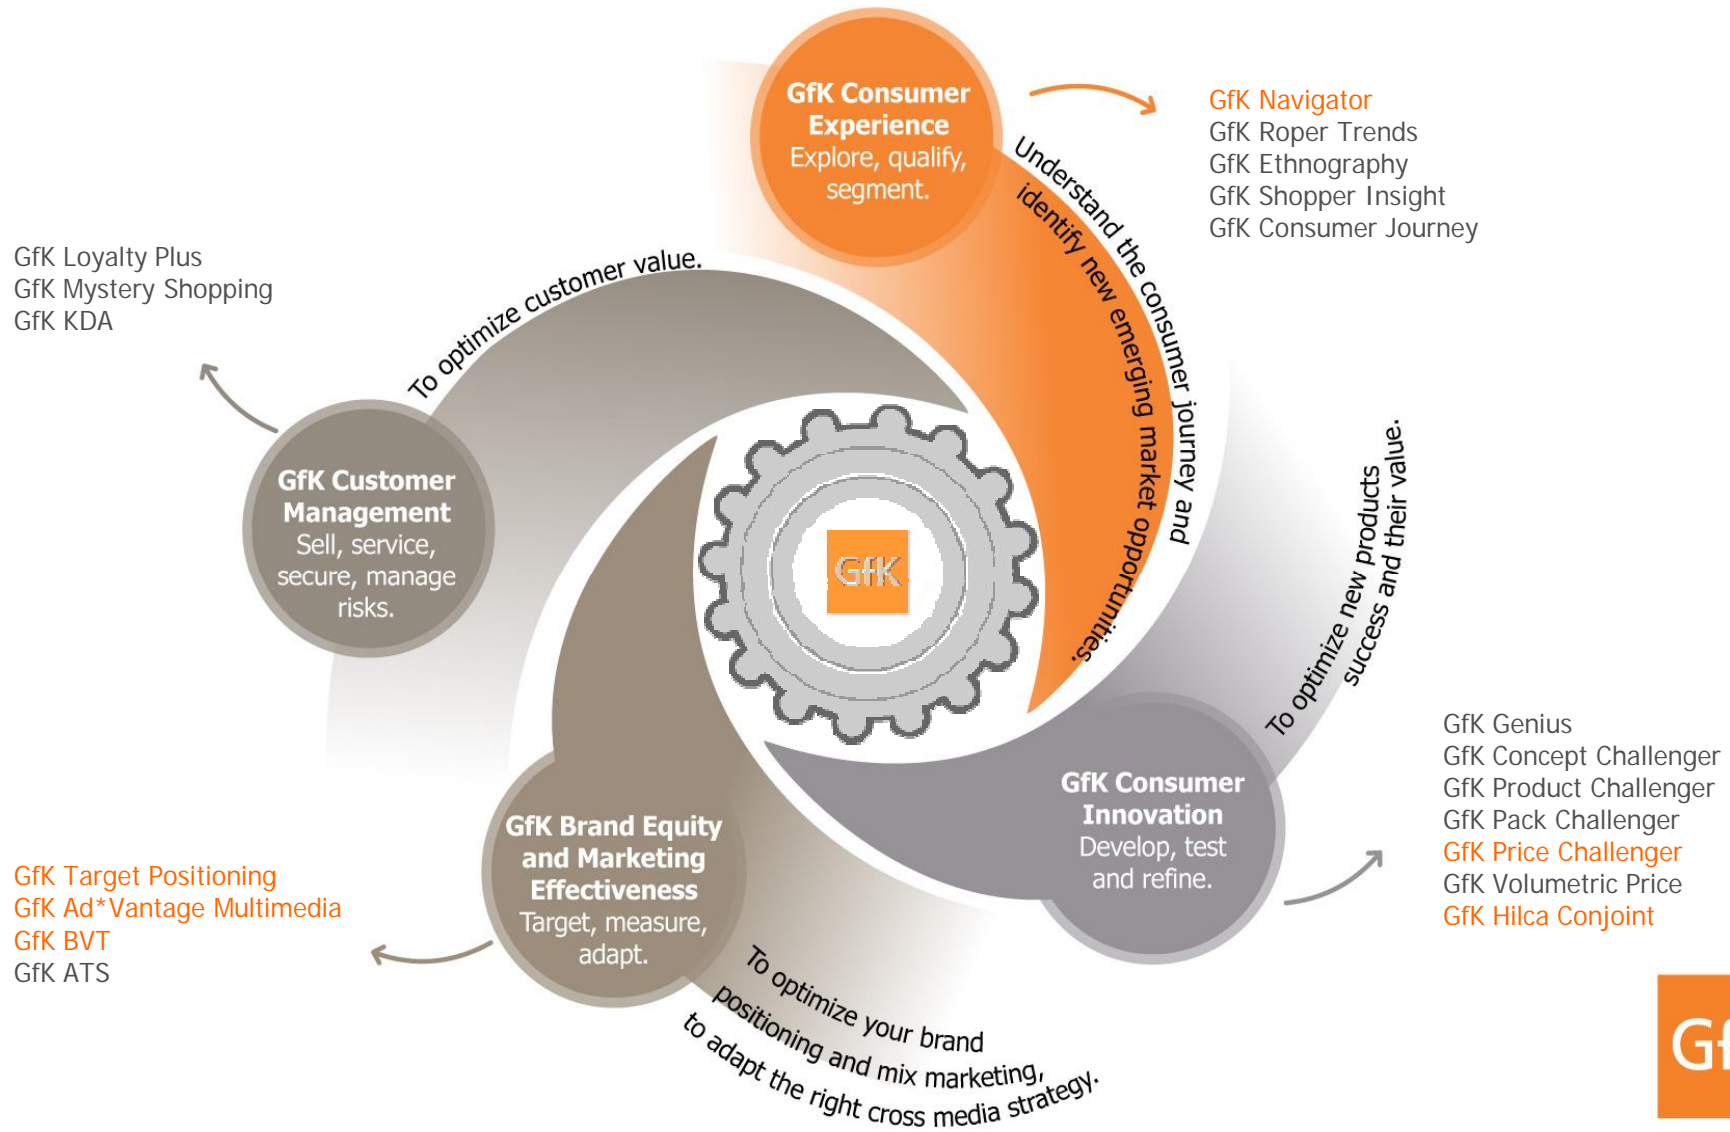 GfK Consumer
Experience
Explore, qualify,
segment.
GfK Navigator
GfK Roper Trends
GfK Ethnography
GfK Shopper Insight
GfK Consumer Journey
Understand the consumer journey and
identify new emerging market opportunities.
GfK Loyalty Plus
GfK Mystery Shopping
GfK KDA
To optimize customer value.
GfK Customer
Management
Sell, service,
secure, manage
risks.
GfK
To optimize new products
success and their value.
GfK Consumer
Innovation
Develop, test
and refine.
GfK Genius
GfK Concept Challenger
GfK Product Challenger
GfK Pack Challenger
GfK Price Challenger
GfK Volumetric Price
GfK Hilca Conjoint
GfK Brand Equity
and Marketing
Effectiveness
Target, measure,
adapt.
GfK Target Positioning
GfK Ad*Vantage Multimedia
GfK BVT
GfK ATS
To optimize your brand
positioning and mix marketing,
to adapt the right cross media strategy.